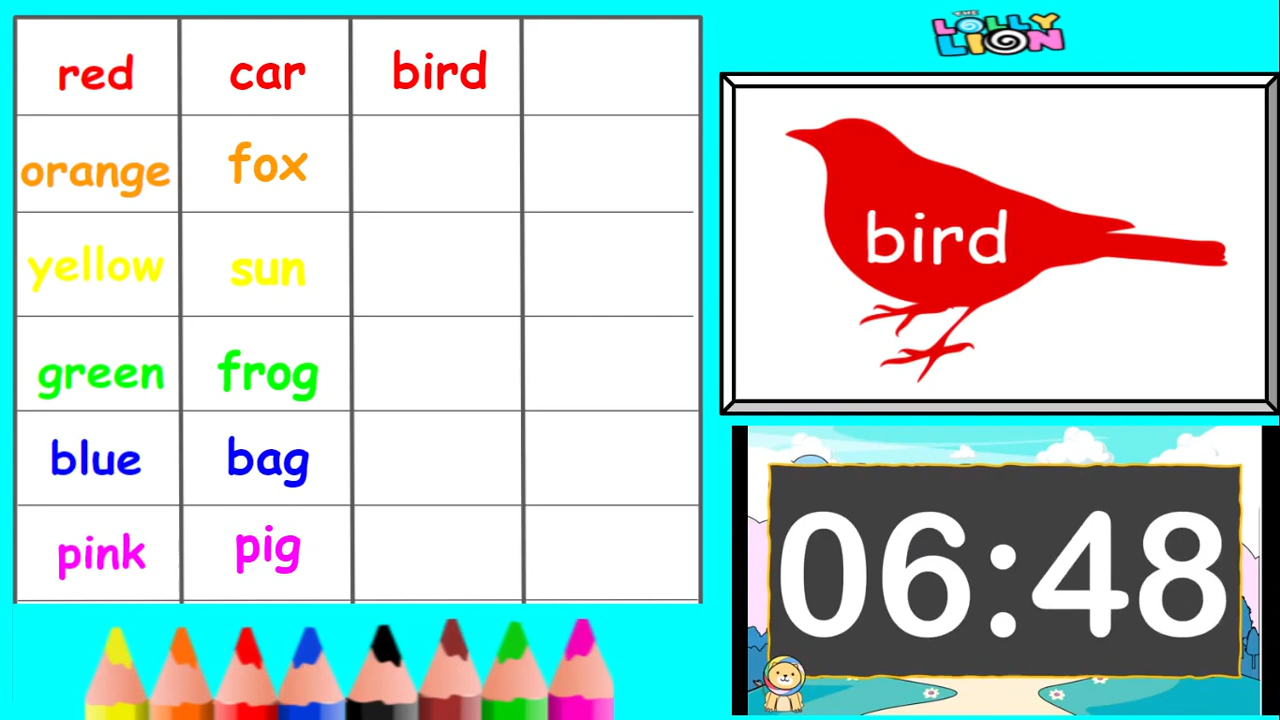 red car bird
orange fox
yellow sun
green frog
blue bag
pink pig
THE
LOLLY
LION
bird
06:48